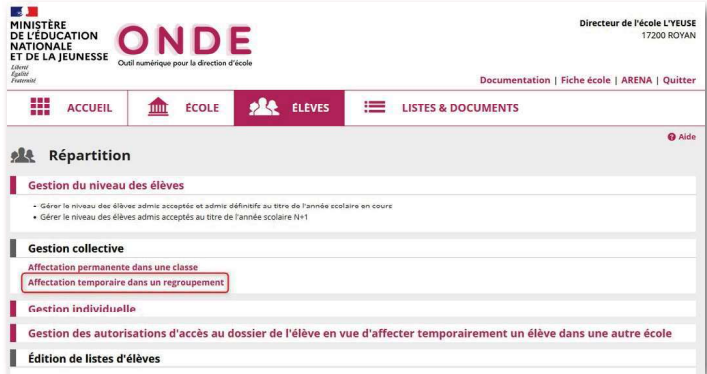 MINISTÈRE
DE L'ÉDUCATION
NATIONALE
ET DE LA JEUNESSE
Liberté
Égalité
Fraternité
ONDE
Outil numérique pour la direction d'école
Directeur de l'école L'YEUSE
17200 ROYAN
Documentation | Fiche école | ARENA | Quitter
ACCUEIL ÉCOLE ÉLÈVES LISTES & DOCUMENTS
Aide
Répartition
Gestion du niveau des élèves
Gérer le niveau des élèves admis acceptés et admis définitifs au titre de l'année scolaire en cours
Gérer le niveau des élèves admis acceptés au titre de l'année scolaire N+1
Gestion collective
Affectation permanente dans une classe
Affectation temporaire dans un regroupement
Gestion individuelle
Gestion des autorisations d'accès au dossier de l'élève en vue d'affecter temporairement un élève dans une autre école
Édition de listes d'élèves